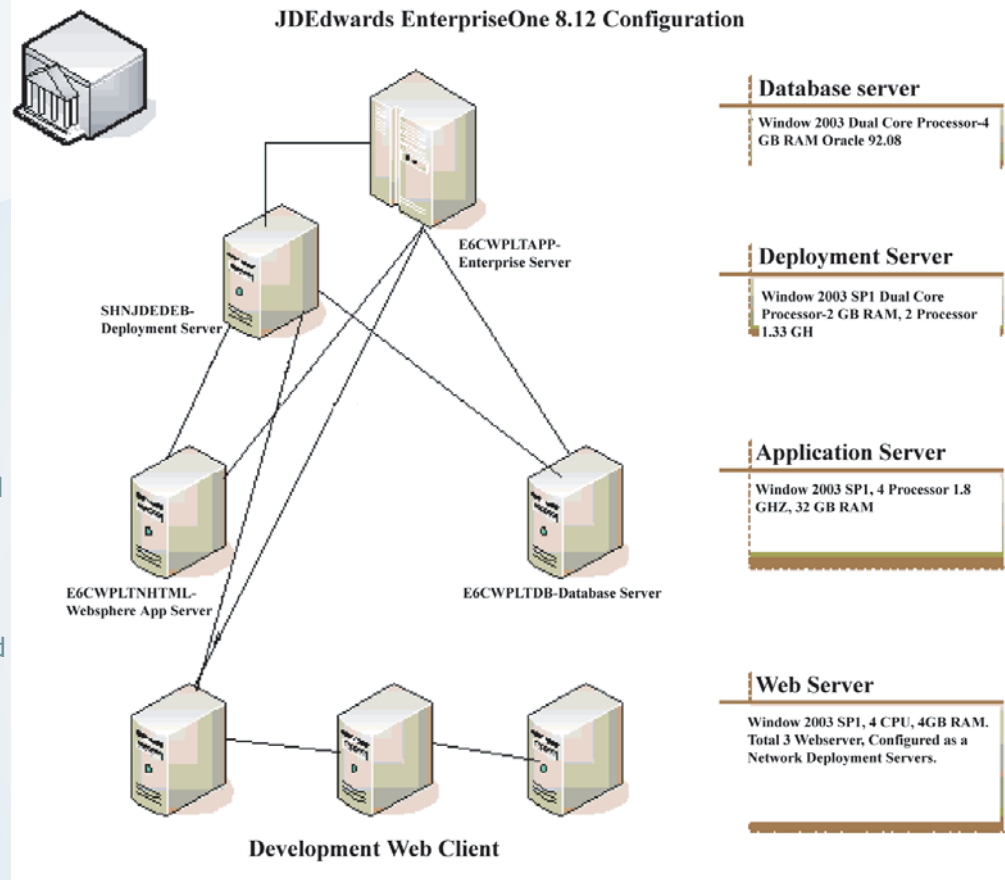 JDEdwards EnterpriseOne 8.12 Configuration
Database server
Window 2003 Dual Core Processor-4
GB RAM Oracle 92.08
E6CWPLTAPP-
Enterprise Server
Deployment Server
Window 2003 SP1 Dual Core
Processor-2 GB RAM, 2 Processor
1.33 GH
SHNJDEDEB-
Deployment Server
Application Server
Window 2003 SP1, 4 Processor 1.8
GHZ, 32 GB RAM
E6CWPLTNHTML-
Websphere App Server
E6CWPLTDB-Database Server
Web Server
Window 2003 SP1, 4 CPU, 4GB RAM.
Total 3 Webserver, Configured as a
Network Deployment Servers.
Development Web Client